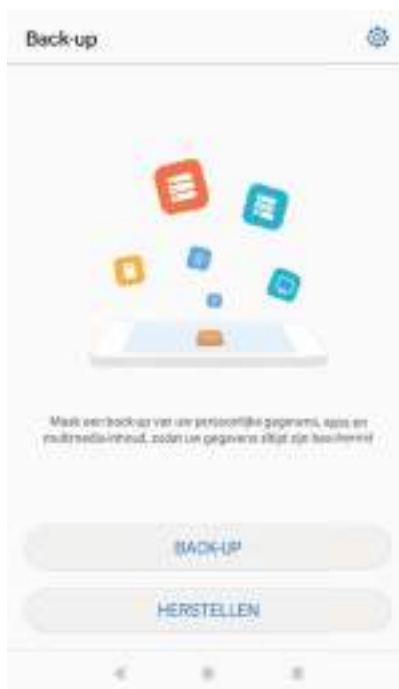 Back-up
Maak een back-up van uw persoonlijke gegevens, apps en
multimedia-inhoud, zodat uw gegevens altijd zijn beschermd
BACK-UP
HERSTELLEN